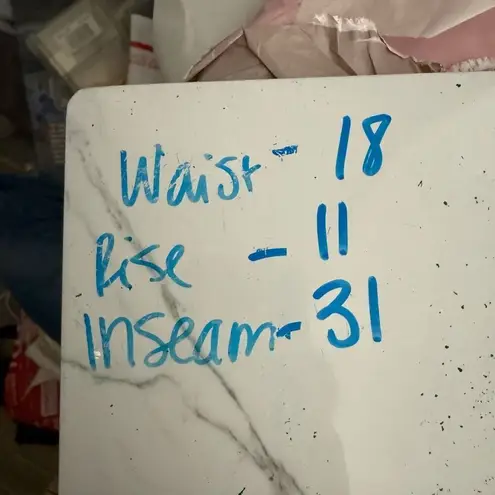 Waist - 18
Rise - 11
Inseam - 31